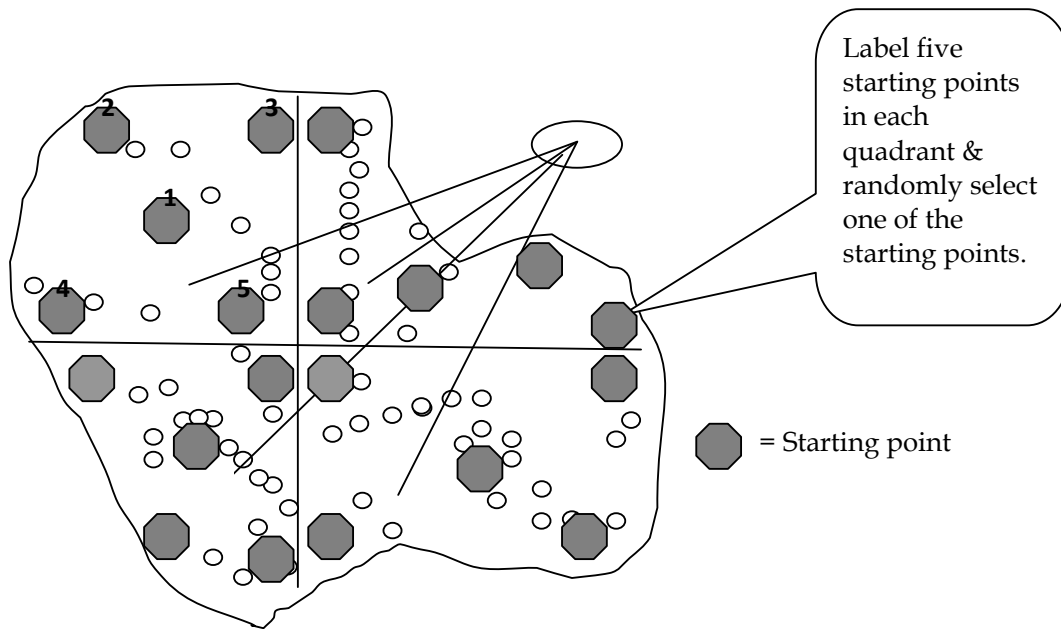 Label five
starting points
in each
quadrant &
randomly select
one of the
starting points.
2
3
1
4
5
= Starting point